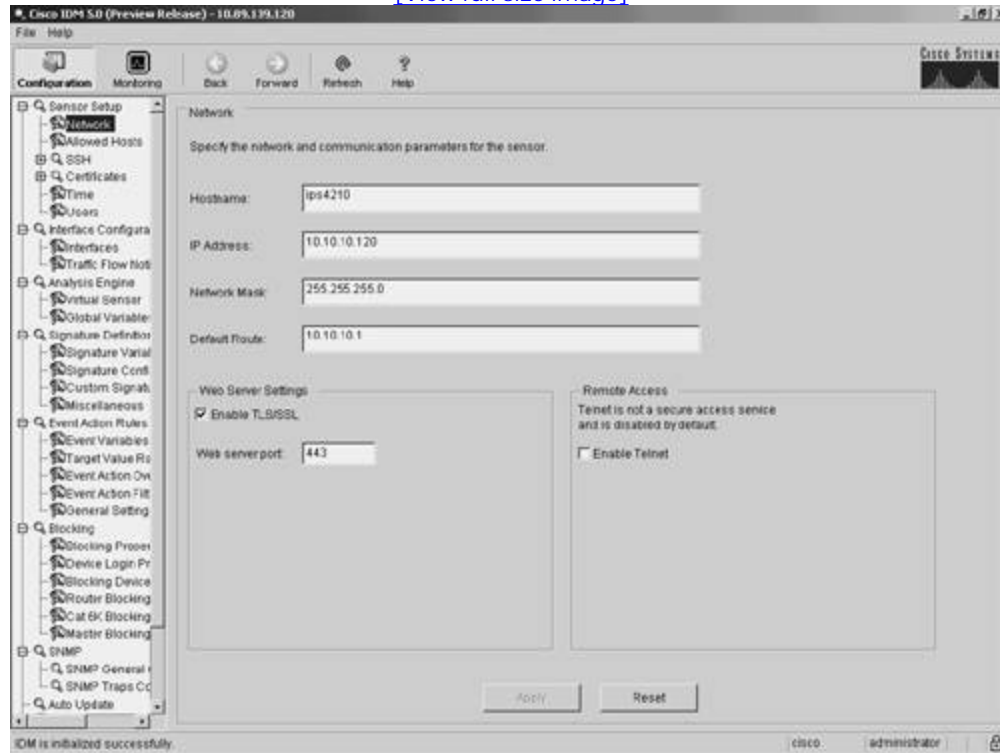 [View full size image]
Cisco IDM 5.0 (Preview Release) - 10.89.139.120
File Help
Configuration Monitoring Back Forward Refresh Help
Cisco Systems
Sensor Setup
Network
Allowed Hosts
SSH
Certificates
Time
Users
Interface Configura
Interfaces
Traffic Flow Noti
Analysis Engine
Virtual Sensor
Global Variable
Signature Definition
Signature Variat
Signature Confi
Custom Signatu
Miscellaneous
Event Action Rules
Event Variables
Target Value Ra
Event Action Ove
Event Action Filt
General Setting
Blocking
Blocking Proper
Device Login Pr
Blocking Device
Router Blocking
Cat 6K Blocking
Master Blocking
SNMP
SNMP General
SNMP Traps Co
Auto Update
Network
Specify the network and communication parameters for the sensor.
Hostname: ips4210
IP Address: 10.10.10.120
Network Mask: 255.255.255.0
Default Route: 10.10.10.1
Web Server Settings
Enable TLS/SSL
Web server port: 443
Remote Access
Telnet is not a secure access service
and is disabled by default.
Enable Telnet
Apply Reset
IDM is initialized successfully.
cisco administrator